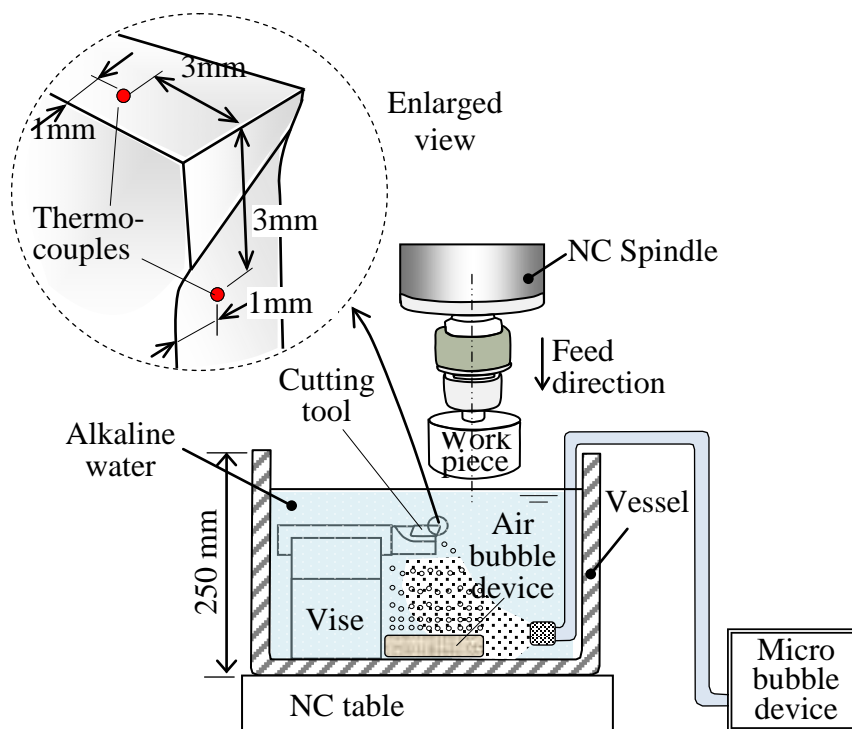 3mm
1mm
Enlarged
view
Thermo-
couples
3mm
1mm
NC Spindle
Feed
direction
Cutting
tool
Work
piece
Alkaline
water
Vessel
Air
bubble
device
250 mm
Vise
Micro
bubble
device
NC table